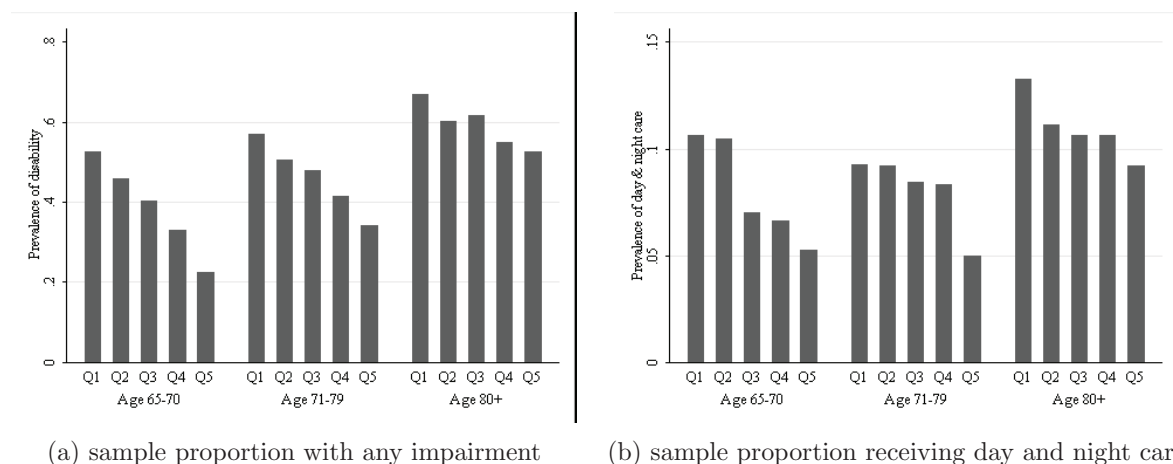 Prevalence of disability
.8
.6
.4
.2
0
Q1 Q2 Q3 Q4 Q5 Q1 Q2 Q3 Q4 Q5 Q1 Q2 Q3 Q4 Q5
Age 65-70 Age 71-79 Age 80+
(a) sample proportion with any impairment
Prevalence of day & night care
.15
.1
.05
0
Q1 Q2 Q3 Q4 Q5 Q1 Q2 Q3 Q4 Q5 Q1 Q2 Q3 Q4 Q5
Age 65-70 Age 71-79 Age 80+
(b) sample proportion receiving day and night car